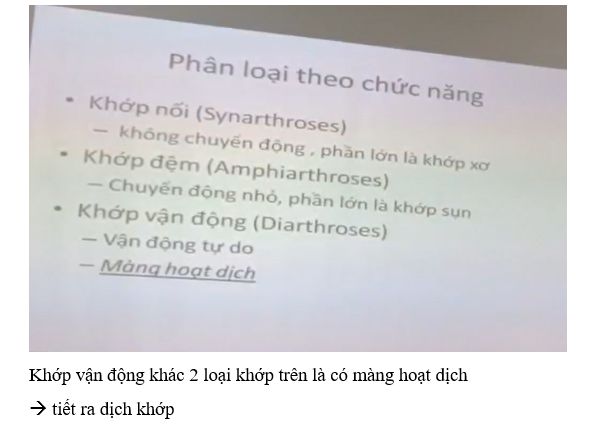 Phân loại theo chức năng
• Khớp nối (Synarthroses)
– không chuyển động , phần lớn là khớp xơ
• Khớp đệm (Amphiarthroses)
– Chuyển động nhỏ, phần lớn là khớp sụn
• Khớp vận động (Diarthroses)
– Vận động tự do
– Màng hoạt dịch
Khớp vận động khác 2 loại khớp trên là có màng hoạt dịch
→ tiết ra dịch khớp